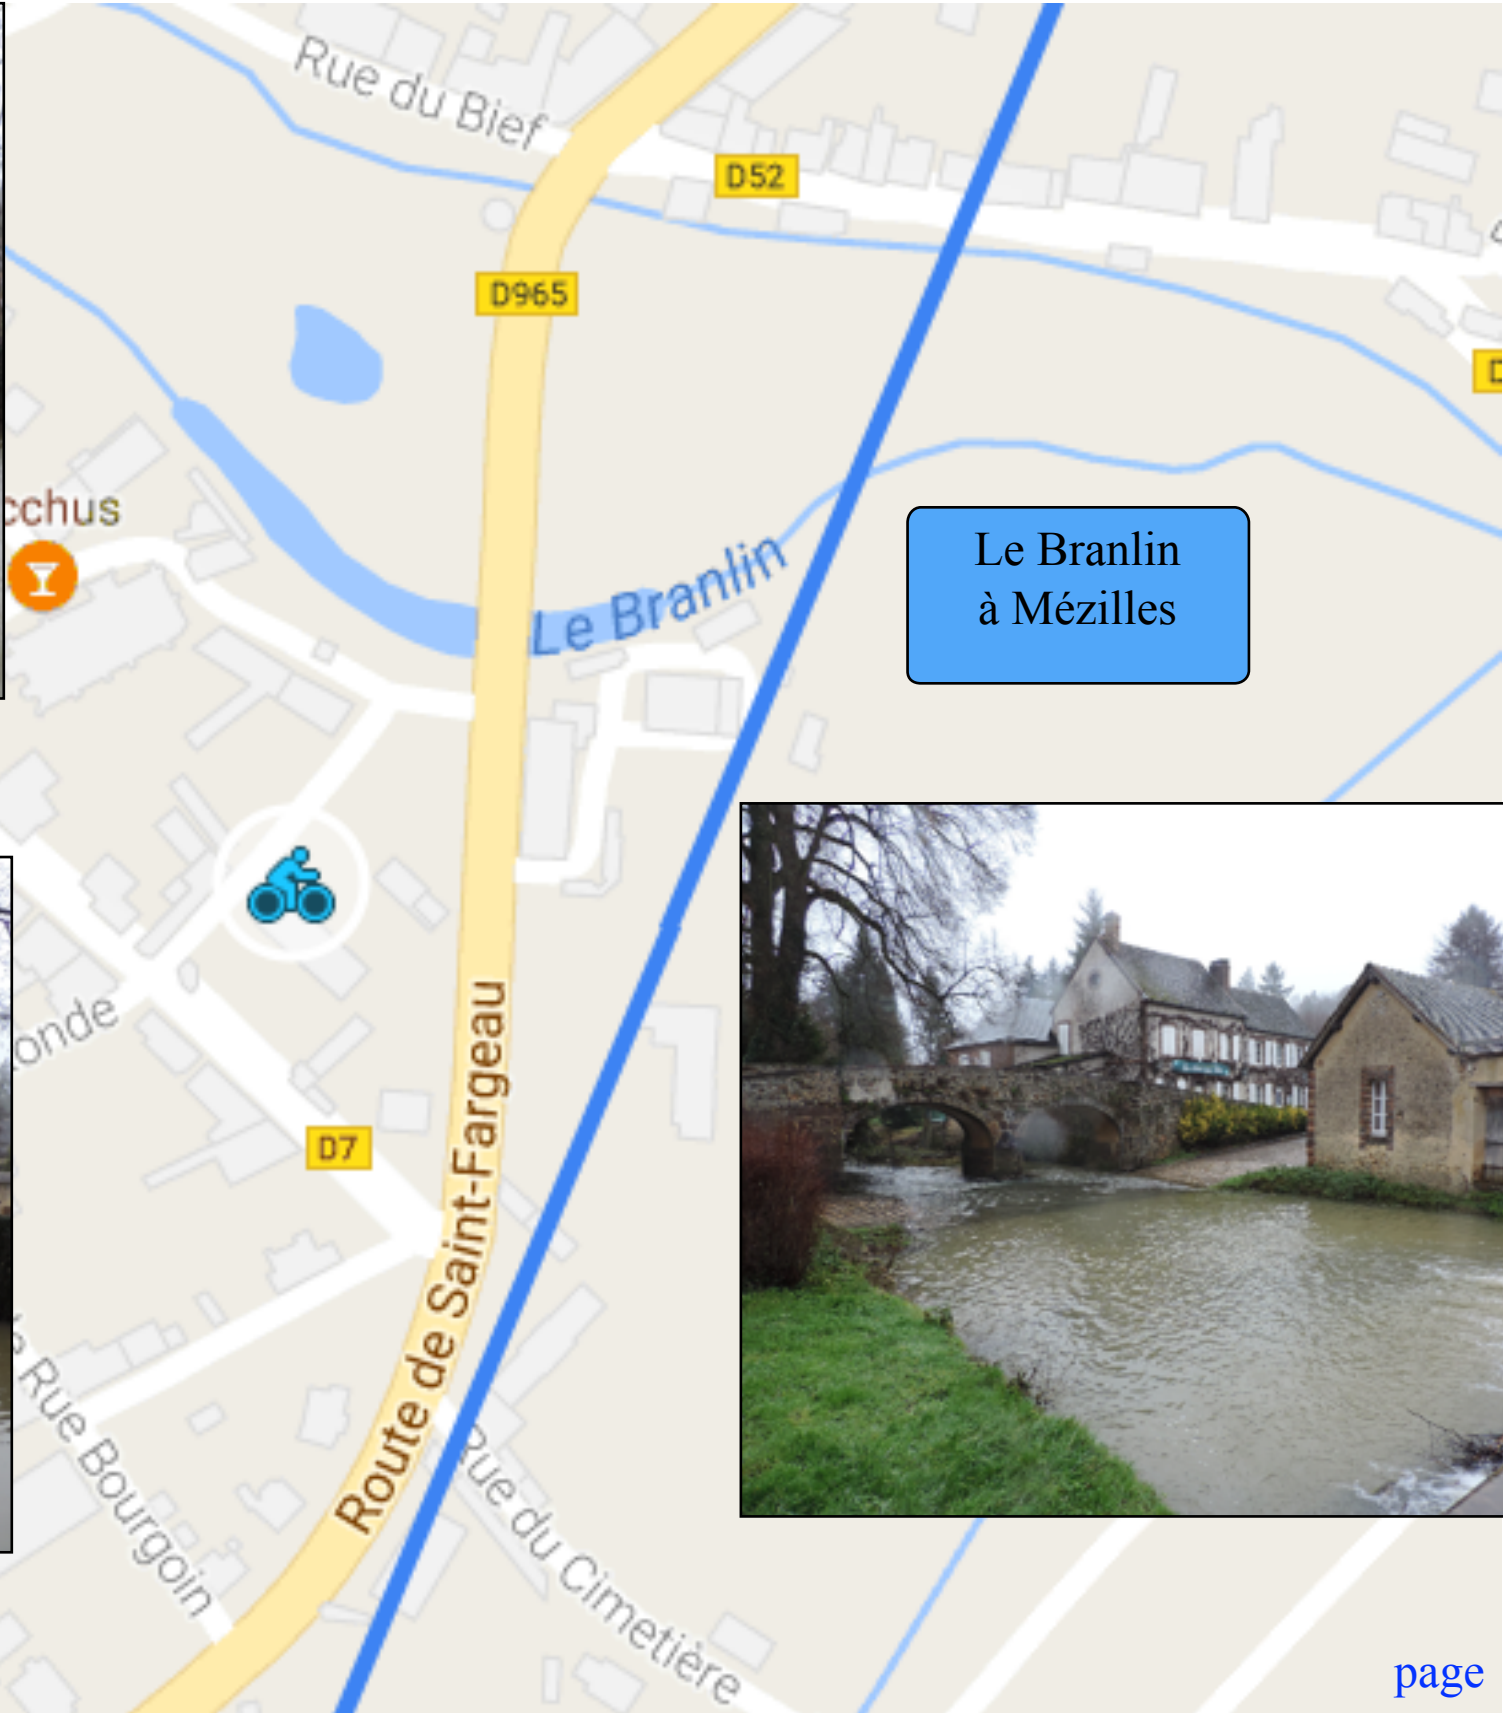 Rue du Bief
D52
D965
cchus
Le Branlin
Le Branlin
à Mézilles
onde
D7
Route de Saint-Fargeau
Rue Bourgoin
Rue du Cimetière
page